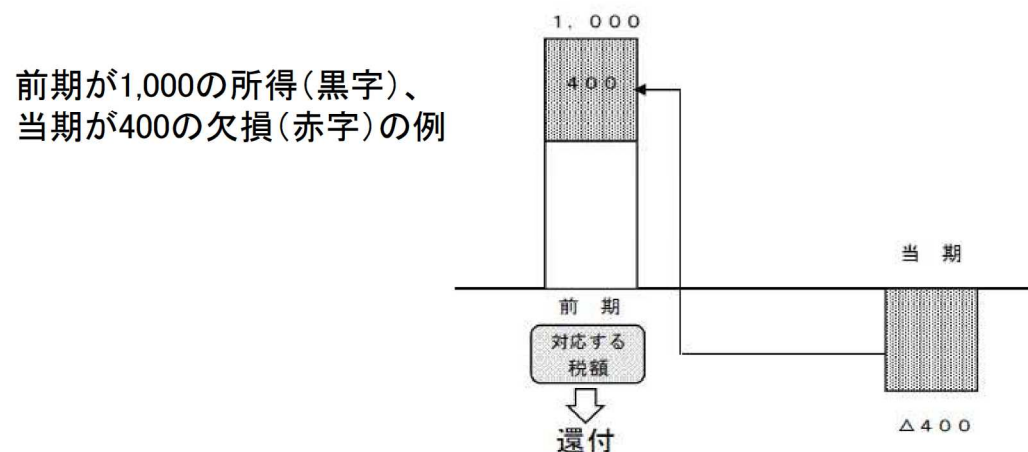 前期が1,000の所得(黒字)、
当期が400の欠損(赤字)の例
１，０００
４００
当　期
前　期
対応する
税額
還付
△４００